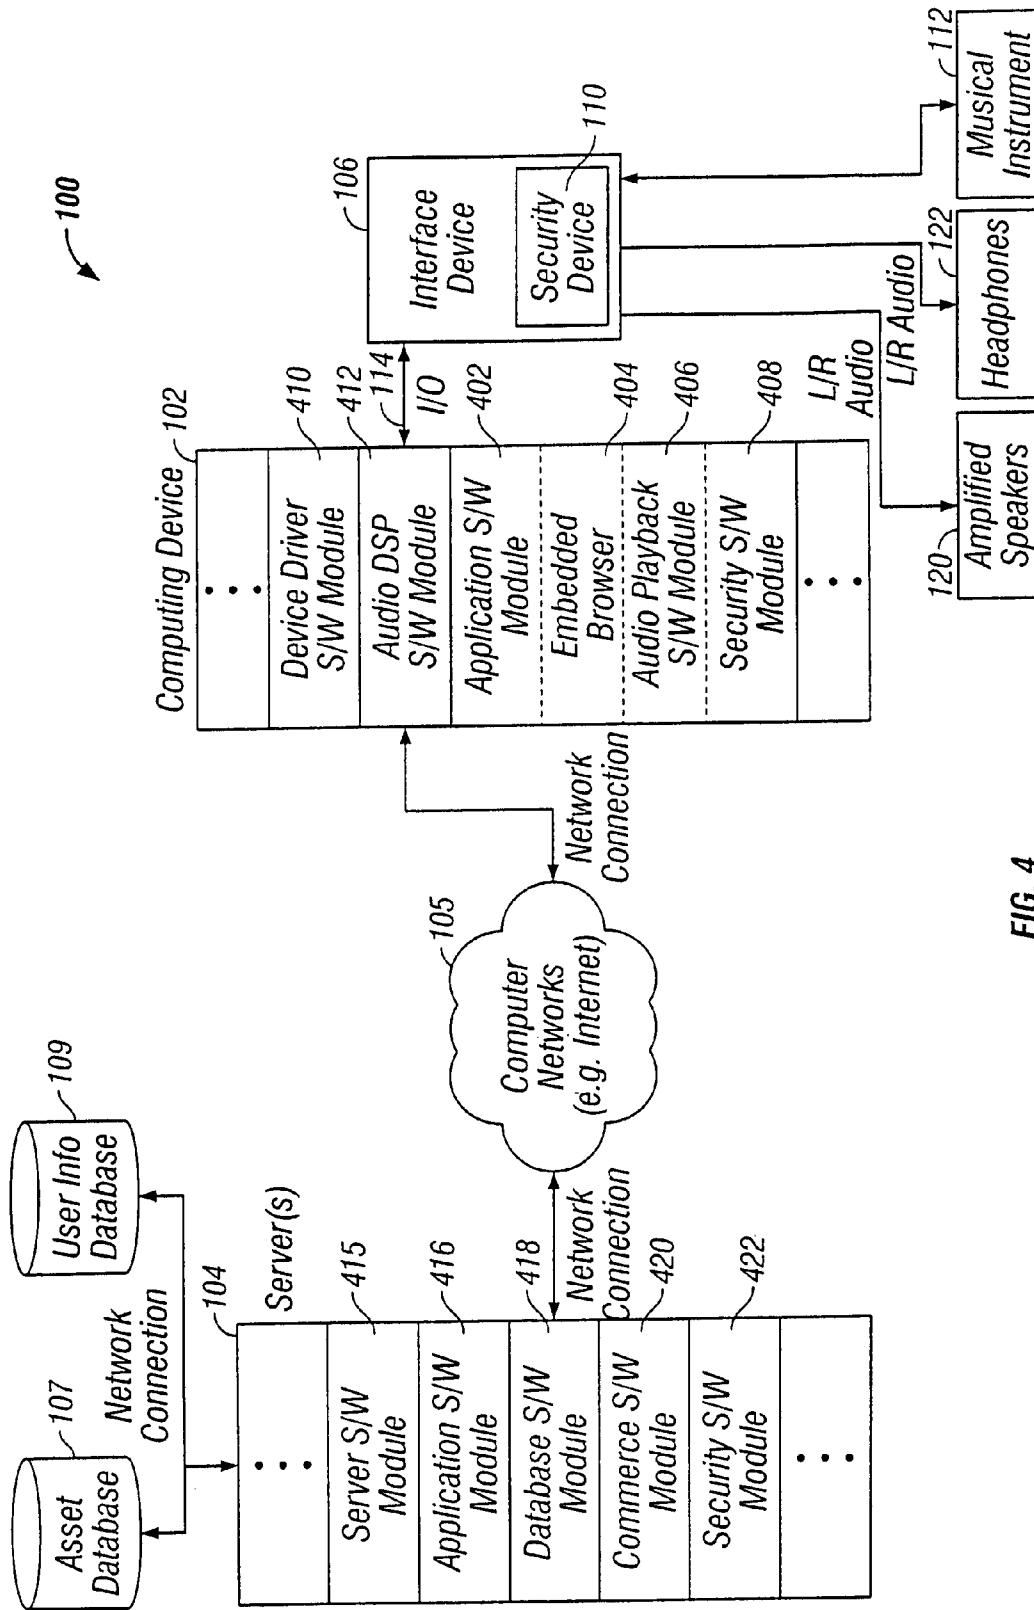 100
107
Asset
Database
109
User Info
Database
Network
Connection
104
Server(s)
• • •
Server S/W
Module
415
Application S/W
Module
416
Database S/W
Module
418
Commerce S/W
Module
420
Security S/W
Module
422
• • •
Network
Connection
105
Computer
Networks
(e.g. Internet)
Network
Connection
Computing Device
102
• • •
Device Driver
S/W Module
410
Audio DSP
S/W Module
412
Application S/W
Module
402
Embedded
Browser
404
Audio Playback
S/W Module
406
Security S/W
Module
408
• • •
114
I/O
106
Interface
Device
Security
Device
110
L/R
Audio
L/R Audio
120
Amplified
Speakers
122
Headphones
112
Musical
Instrument
FIG. 4